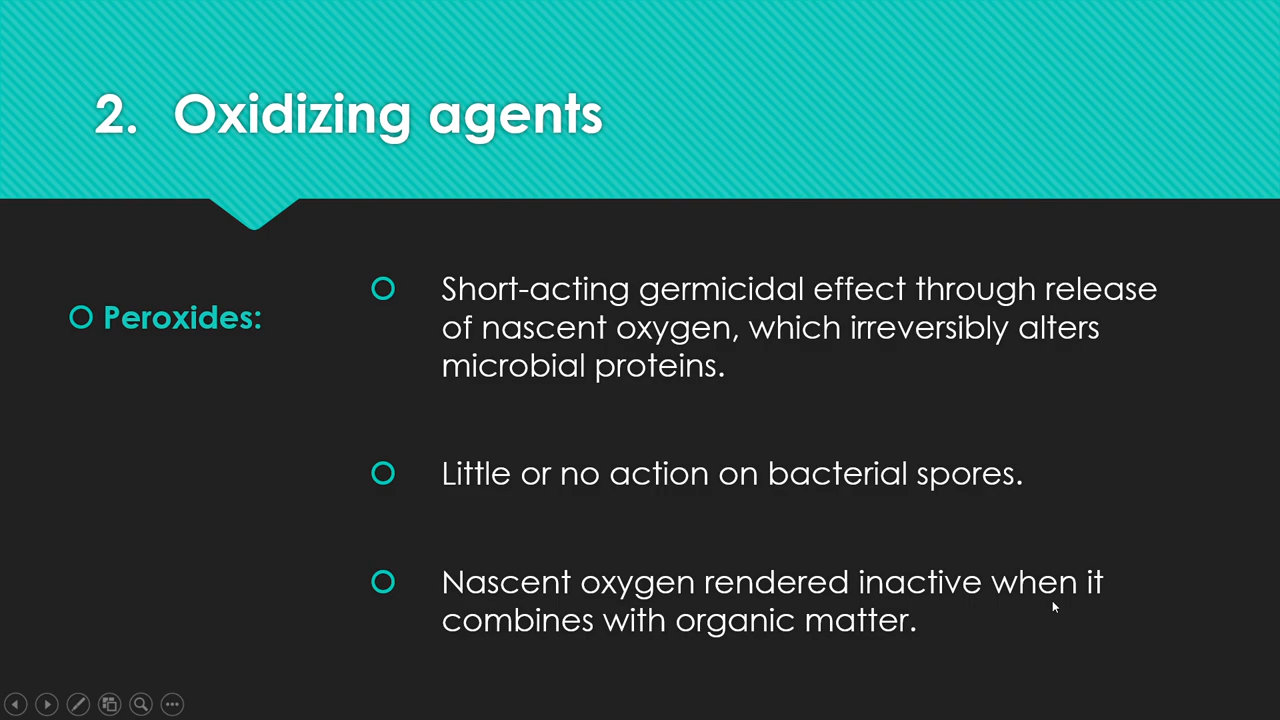 2. Oxidizing agents
Peroxides:
Short-acting germicidal effect through release
of nascent oxygen, which irreversibly alters
microbial proteins.
Little or no action on bacterial spores.
Nascent oxygen rendered inactive when it
combines with organic matter.